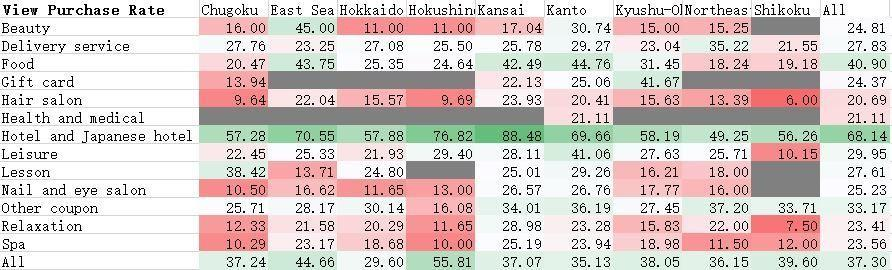 View Purchase Rate Chugoku East Sea Hokkaido Hokushin Kansai Kanto Kyushu-Ol Northeas Shikoku All
Beauty 16.00 45.00 11.00 11.00 17.04 30.74 15.00 15.25 24.81
Delivery service 27.76 23.25 27.08 25.50 25.78 29.27 23.04 35.22 21.55 27.83
Food 20.47 43.75 25.35 24.64 42.49 44.76 31.45 18.24 19.18 40.90
Gift card 13.94 22.13 25.06 41.67 24.37
Hair salon 9.64 22.04 15.57 9.69 23.93 20.41 15.63 13.39 6.00 20.69
Health and medical 21.11 21.11
Hotel and Japanese hotel 57.28 70.55 57.88 76.82 88.48 69.66 58.19 49.25 56.26 68.14
Leisure 22.45 25.33 21.93 29.40 28.11 41.06 27.63 25.71 10.15 29.95
Lesson 38.42 13.71 24.80 25.01 29.26 16.21 18.00 27.61
Nail and eye salon 10.50 16.62 11.65 13.00 26.57 26.76 17.77 16.00 25.23
Other coupon 25.71 28.17 30.14 16.08 34.01 36.19 27.45 37.20 33.71 33.17
Relaxation 12.33 21.58 20.29 11.65 28.98 23.28 15.83 22.00 7.50 23.41
Spa 10.29 23.17 18.68 10.00 25.19 23.94 18.98 11.50 12.00 23.56
All 37.24 44.66 29.60 55.81 37.07 35.13 38.05 36.15 39.60 37.30